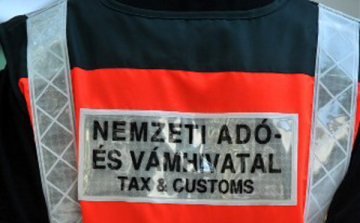 NEMZETI ADÓ-
ÉS VÁMHIVATAL
TAX & CUSTOMS